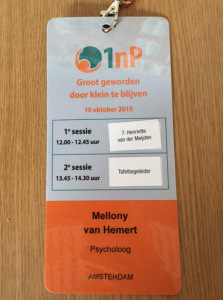 1nP
Groot geworden
door klein te blijven
10 oktober 2015
1e sessie
12.00 - 12.45 uur
7. Henriette
van der Meijden
2e sessie
13.45 - 14.30 uur
Tafelbegeleider
Mellony
van Hemert
Psycholoog
AMSTERDAM